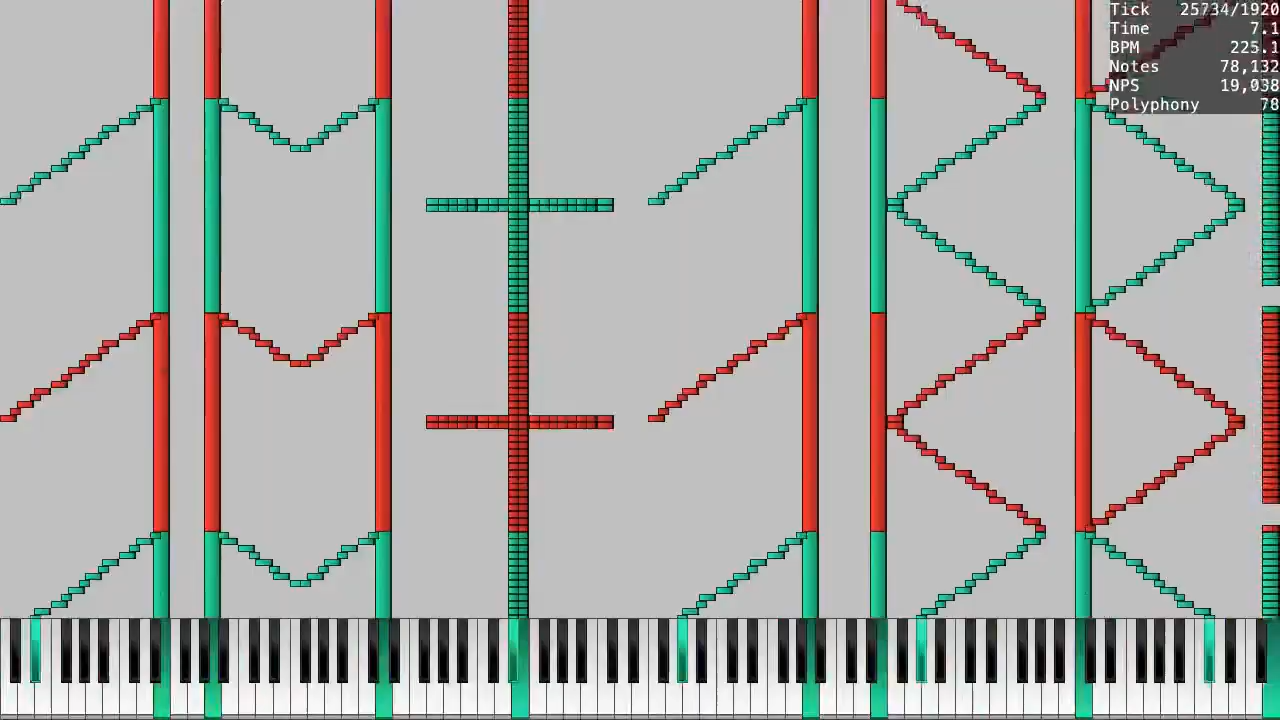 Tick 25734/1920
Time 7.1
BPM 225.1
Notes 78,132
NPS 19,038
Polyphony 78